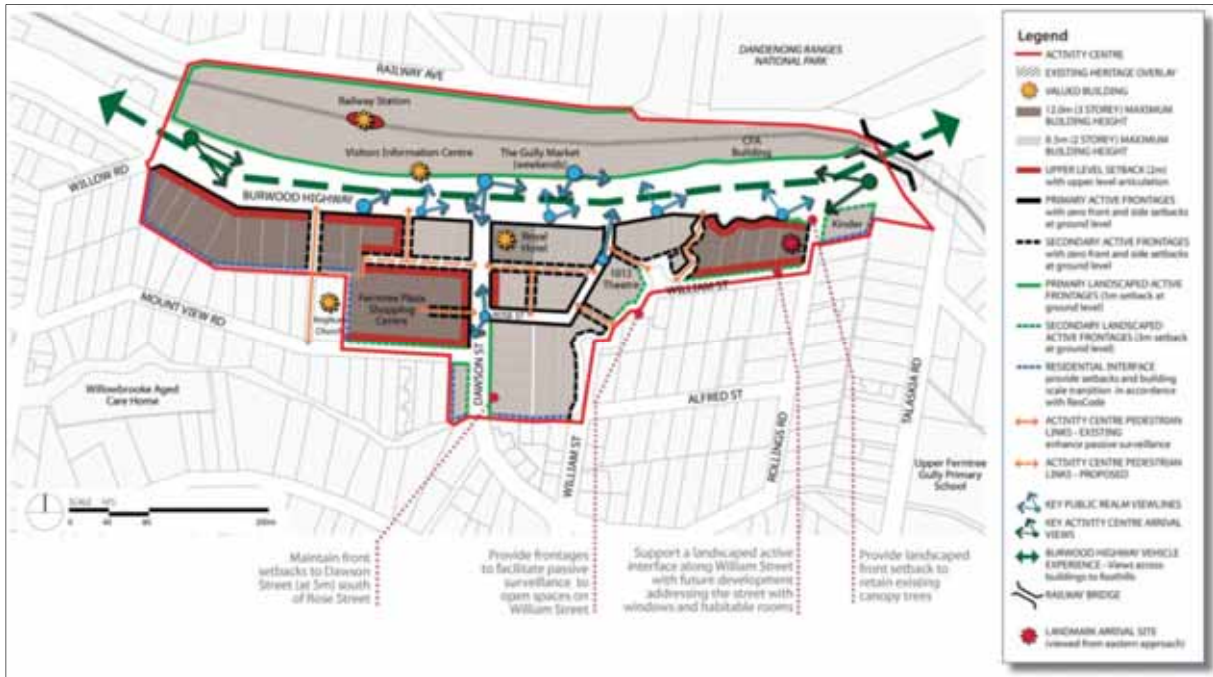 DANDENONG RANGES
NATIONAL PARK
RAILWAY AVE
Railway Station
Visitors Information Centre
The Gully Market
(weekends)
CFA
Building
WILLOW RD
BURWOOD HIGHWAY
Royal
Hotel
1812
Theatre
Kinder
WILLIAM ST
MOUNT VIEW RD
Church
Ferntree Plaza
Shopping
Centre
DAWSON ST
Willowbrooke Aged
Care Home
ALFRED ST
WILLIAM ST
ROLLINGS RD
TALASKIA RD
Upper Ferntree
Gully Primary
School
SCALE NTS
0 40 80 200m
Maintain front
setbacks to Dawson
Street (at 5m) south
of Rose Street
Provide frontages
to facilitate passive
surveillance to
open spaces on
William Street
Support a landscaped active
interface along William Street
with future development
addressing the street with
windows and habitable rooms
Provide landscaped
front setback to
retain existing
canopy trees
Legend
ACTIVITY CENTRE
EXISTING HERITAGE OVERLAY
VALUED BUILDING
12.0m (3 STOREY) MAXIMUM
BUILDING HEIGHT
8.5m (2 STOREY) MAXIMUM
BUILDING HEIGHT
UPPER LEVEL SETBACK (2m)
with upper level articulation
PRIMARY ACTIVE FRONTAGES
with zero front and side setbacks
at ground level
SECONDARY ACTIVE FRONTAGES
with zero front and side setbacks
at ground level
PRIMARY LANDSCAPED ACTIVE
FRONTAGES (5m setback at
ground level)
SECONDARY LANDSCAPED
ACTIVE FRONTAGES (3m setback
at ground level)
RESIDENTIAL INTERFACE
provide setbacks and building
scale transition in accordance
with ResCode
ACTIVITY CENTRE PEDESTRIAN
LINKS - EXISTING
enhance passive surveillance
ACTIVITY CENTRE PEDESTRIAN
LINKS - PROPOSED
KEY PUBLIC REALM VIEWLINES
KEY ACTIVITY CENTRE ARRIVAL
VIEWS
BURWOOD HIGHWAY VEHICLE
EXPERIENCE - Views across
buildings to foothills
RAILWAY BRIDGE
LANDMARK ARRIVAL SITE
(viewed from eastern approach)